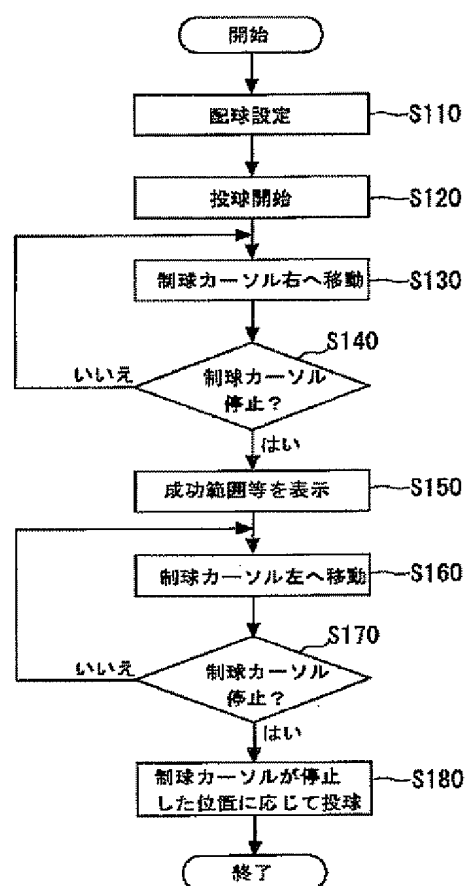 開始
配球設定
S110
投球開始
S120
制球カーソル右へ移動
S130
S140
いいえ
制球カーソル
停止？
はい
成功範囲等を表示
S150
制球カーソル左へ移動
S160
S170
いいえ
制球カーソル
停止？
はい
制球カーソルが停止
した位置に応じて投球
S180
終了